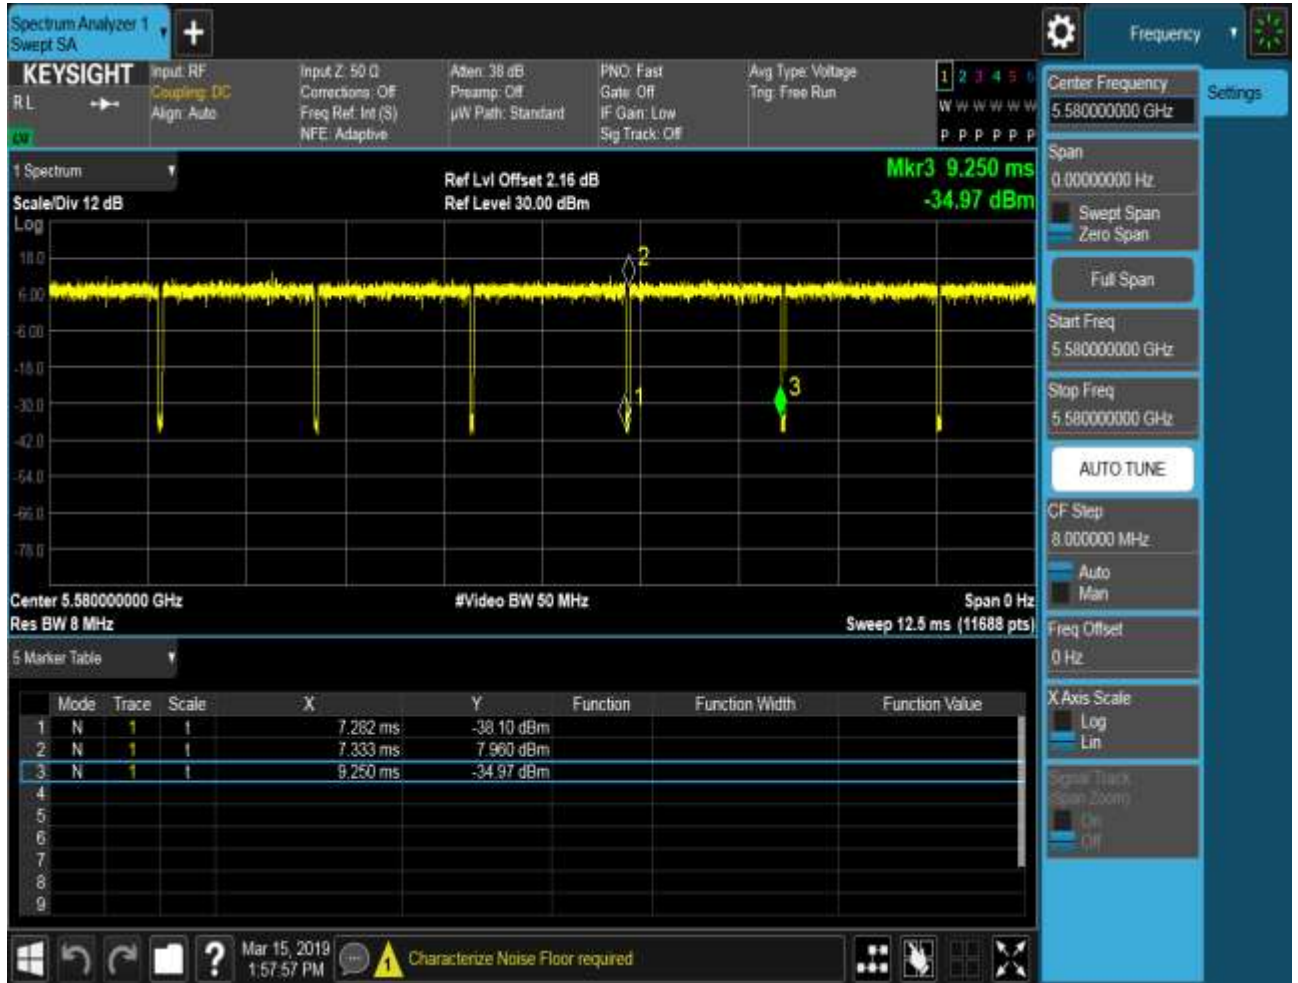 Spectrum Analyzer 1
Swept SA
Frequency
KEYSIGHT
R L
Input: RF
Coupling: DC
Align: Auto
Input Z: 50 Ω
Corrections: Off
Freq Ref: Int (S)
NFE: Adaptive
Atten: 38 dB
Preamp: Off
µW Path: Standard
PNO: Fast
Gate: Off
IF Gain: Low
Sig Track: Off
Avg Type: Voltage
Trig: Free Run
1 2 3 4 5 6
W W W W W W
P P P P P P
1 Spectrum
Scale/Div 12 dB
Ref Lvl Offset 2.16 dB
Ref Level 30.00 dBm
Mkr3 9.250 ms
-34.97 dBm
Log
18.0
6.00
-6.00
-18.0
-30.0
-42.0
-54.0
-66.0
-78.0
2
1
3
Center 5.580000000 GHz
Res BW 8 MHz
#Video BW 50 MHz
Span 0 Hz
Sweep 12.5 ms (11688 pts)
5 Marker Table
Mode Trace Scale X Y Function Function Width Function Value
1 N 1 t 7.282 ms -38.10 dBm
2 N 1 t 7.333 ms 7.960 dBm
3 N 1 t 9.250 ms -34.97 dBm
4
5
6
7
8
9
Mar 15, 2019
1:57:57 PM
?
1
Characterize Noise Floor required
Center Frequency
5.580000000 GHz
Settings
Span
0.00000000 Hz
Swept Span
Zero Span
Full Span
Start Freq
5.580000000 GHz
Stop Freq
5.580000000 GHz
AUTO TUNE
CF Step
8.000000 MHz
Auto
Man
Freq Offset
0 Hz
X Axis Scale
Log
Lin
Signal Track
(Span Zoom)
On
Off